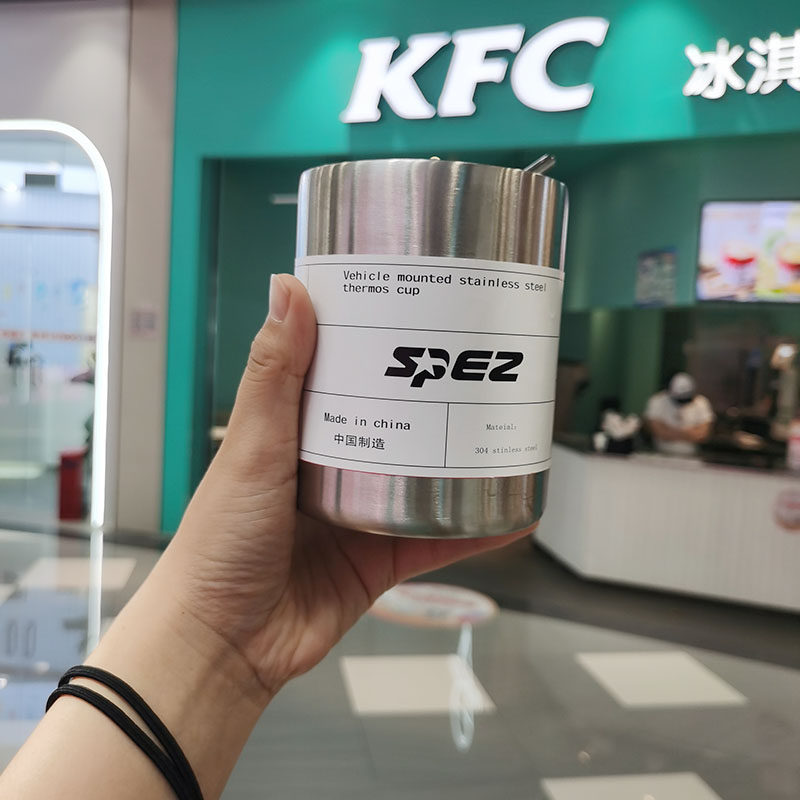 KFC
冰淇
Vehicle mounted stainless steel
thermos cup
SPEZ
Made in china
中国制造
Mateial:
304 stinless steel